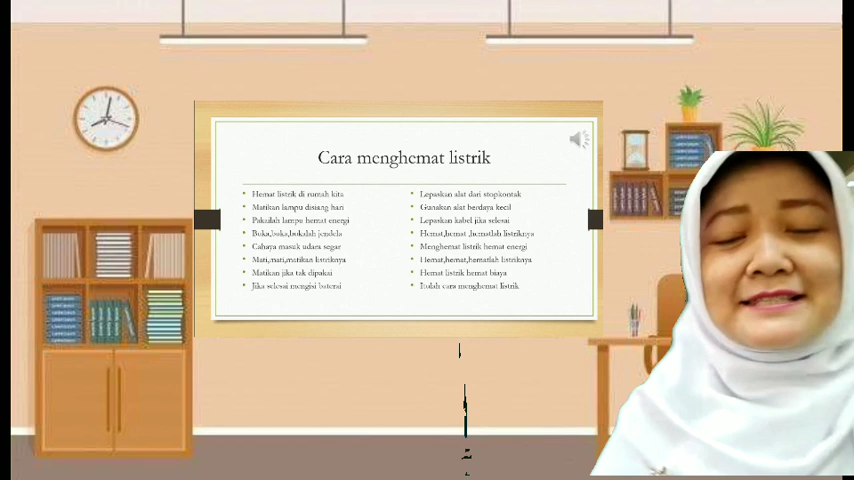 Cara menghemat listrik
Hemat listrik di rumah kita
Matikan lampu disiang hari
Pakailah lampu hemat energi
Buka,buka,bukalah jendela
Cahaya masuk udara segar
Mati,mati,matikan listriknya
Matikan jika tak dipakai
Jika selesai mengisi baterai
Lepaskan alat dari stopkontak
Gunakan alat berdaya kecil
Lepaskan kabel jika selesai
Hemat,hemat ,hematlah listriknya
Menghemat listrik hemat energi
Hemat,hemat,hematlah listriknya
Hemat listrik hemat biaya
Itulah cara menghemat listrik